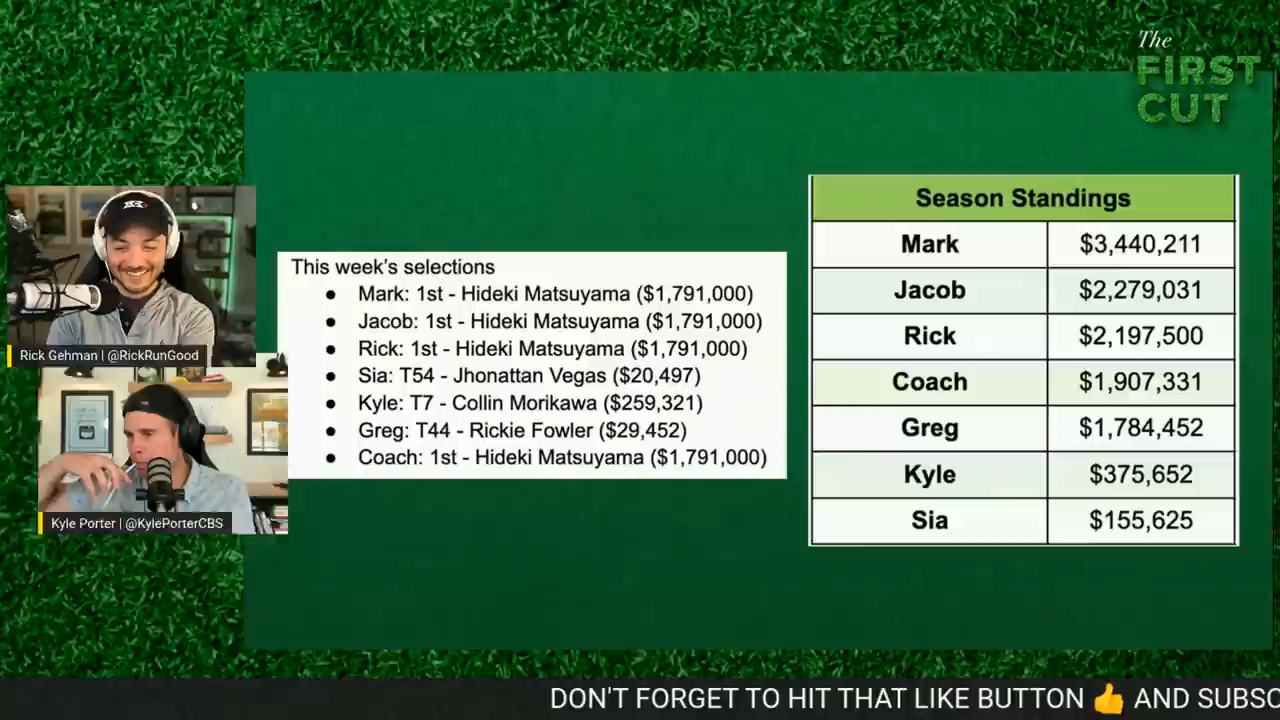 The
FIRST
CUT
This week's selections
• Mark: 1st - Hideki Matsuyama ($1,791,000)
• Jacob: 1st - Hideki Matsuyama ($1,791,000)
• Rick: 1st - Hideki Matsuyama ($1,791,000)
• Sia: T54 - Jhonattan Vegas ($20,497)
• Kyle: T7 - Collin Morikawa ($259,321)
• Greg: T44 - Rickie Fowler ($29,452)
• Coach: 1st - Hideki Matsuyama ($1,791,000)
Season Standings
Mark $3,440,211
Jacob $2,279,031
Rick $2,197,500
Coach $1,907,331
Greg $1,784,452
Kyle $375,652
Sia $155,625
Rick Gehman | @RickRunGood
Kyle Porter | @KylePorterCBS
DON'T FORGET TO HIT THAT LIKE BUTTON 👍 AND SUBSC